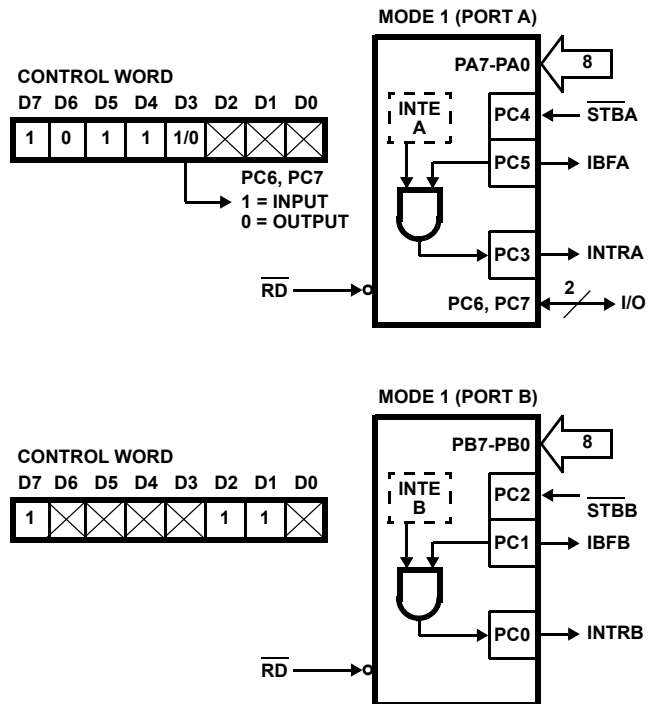 MODE 1 (PORT A)
CONTROL WORD
D7 D6 D5 D4 D3 D2 D1 D0
1 0 1 1 1/0
PC6, PC7
1 = INPUT
0 = OUTPUT
PA7-PA0
8
INTE
A
PC4
STBA
PC5
IBFA
PC3
INTRA
RD
PC6, PC7
2
I/O
MODE 1 (PORT B)
CONTROL WORD
D7 D6 D5 D4 D3 D2 D1 D0
1 1 1
PB7-PB0
8
INTE
B
PC2
STBB
PC1
IBFB
PC0
INTRB
RD